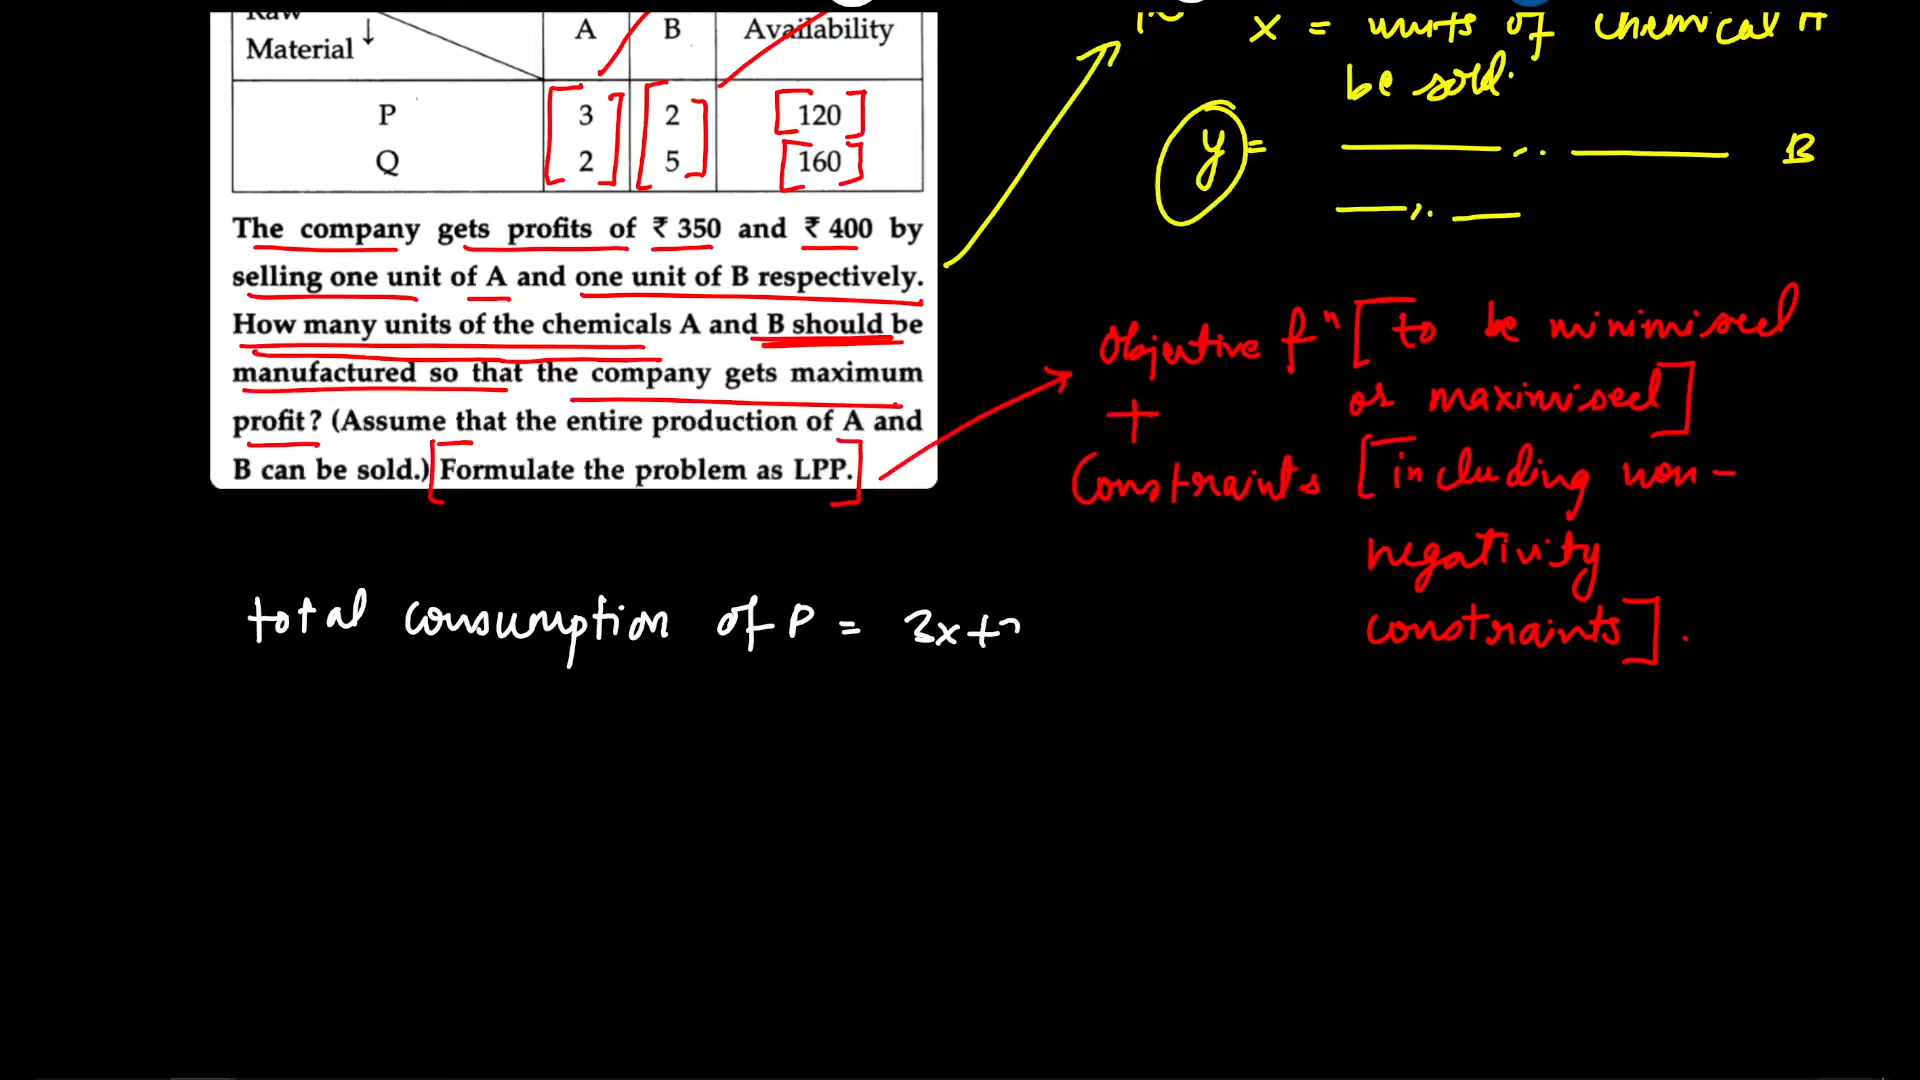 Material ↓ A B Availability
P 3 2 120
Q 2 5 160
The company gets profits of ₹ 350 and ₹ 400 by
selling one unit of A and one unit of B respectively.
How many units of the chemicals A and B should be
manufactured so that the company gets maximum
profit? (Assume that the entire production of A and
B can be sold.) [Formulate the problem as LPP.]
x = units of chemical A
be sold.
y = ——— ,, ——— B
—— ,, ——
Objective fⁿ [to be minimised
or maximised]
+
Constraints [including non-
negativity
constraints].
total consumption of P = 3x+